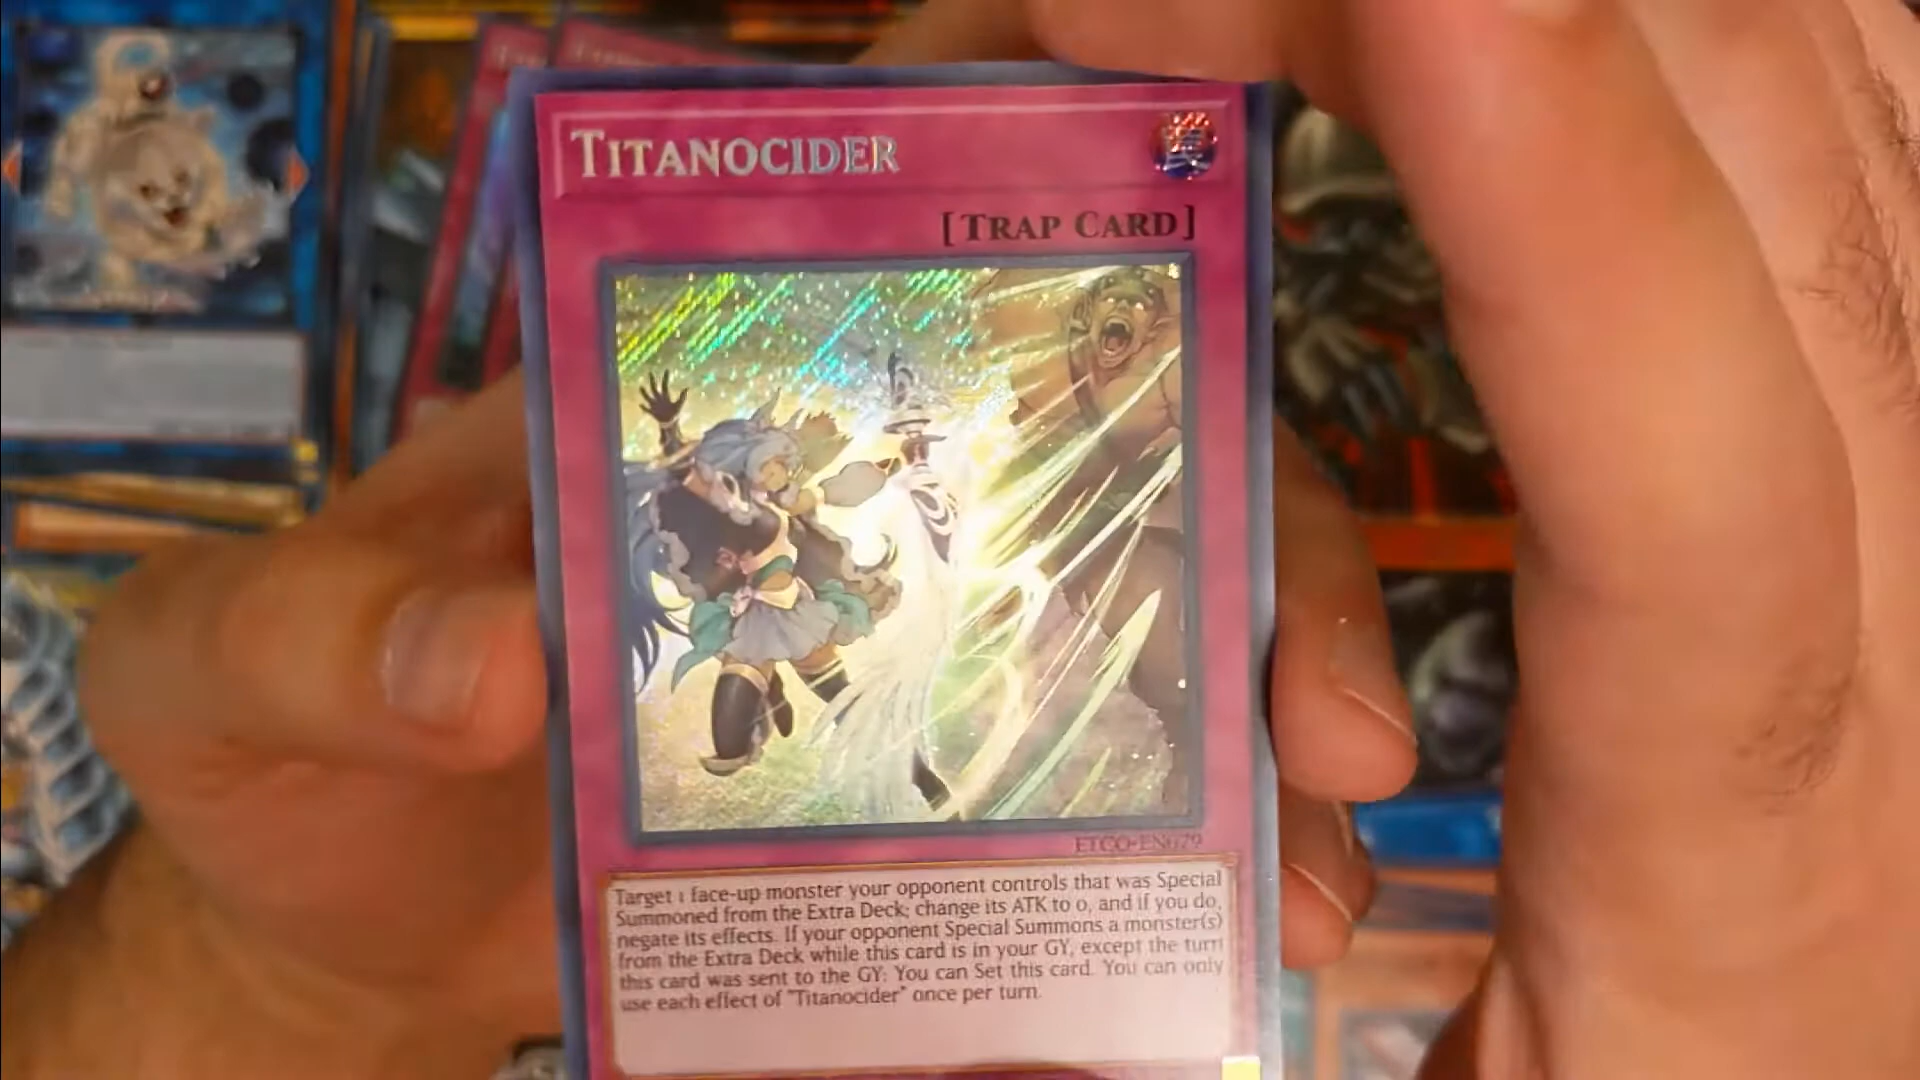 TITANOCIDER
[TRAP CARD]
ETCO-EN079
Target 1 face-up monster your opponent controls that was Special
Summoned from the Extra Deck; change its ATK to 0, and if you do,
negate its effects. If your opponent Special Summons a monster(s)
from the Extra Deck while this card is in your GY, except the turn
this card was sent to the GY: You can Set this card. You can only
use each effect of "Titanocider" once per turn.